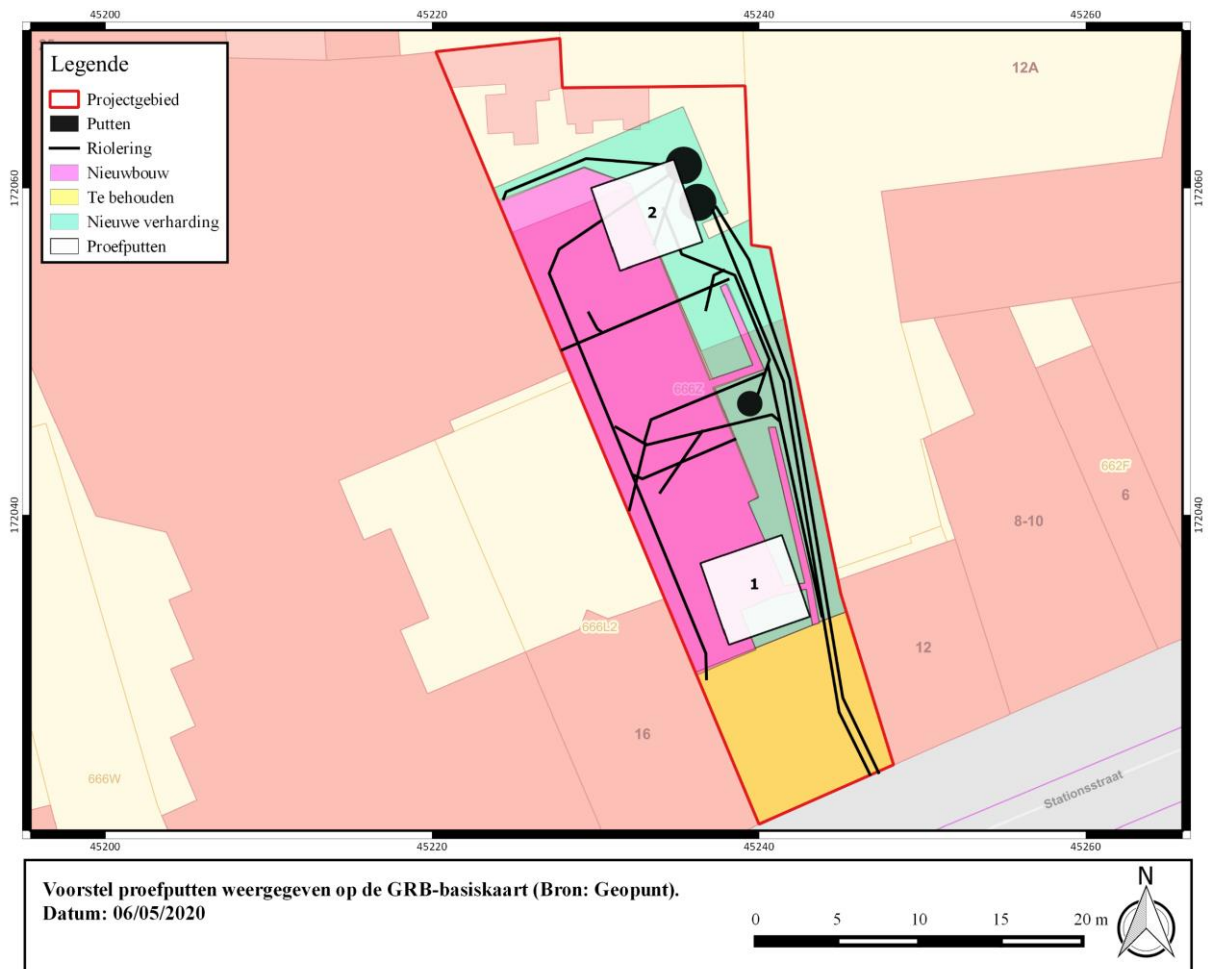 45200 45220 45240 45260
12A
Legende
Projectgebied
Putten
Riolering
Nieuwbouw
Te behouden
Nieuwe verharding
Proefputten
172060 172060
2
666Z
662F
6
8-10
172040 172040
1
666L2
12
16
666W
Stationsstraat
45200 45220 45240 45260
Voorstel proefputten weergegeven op de GRB-basiskaart (Bron: Geopunt).
Datum: 06/05/2020
N
0 5 10 15 20 m